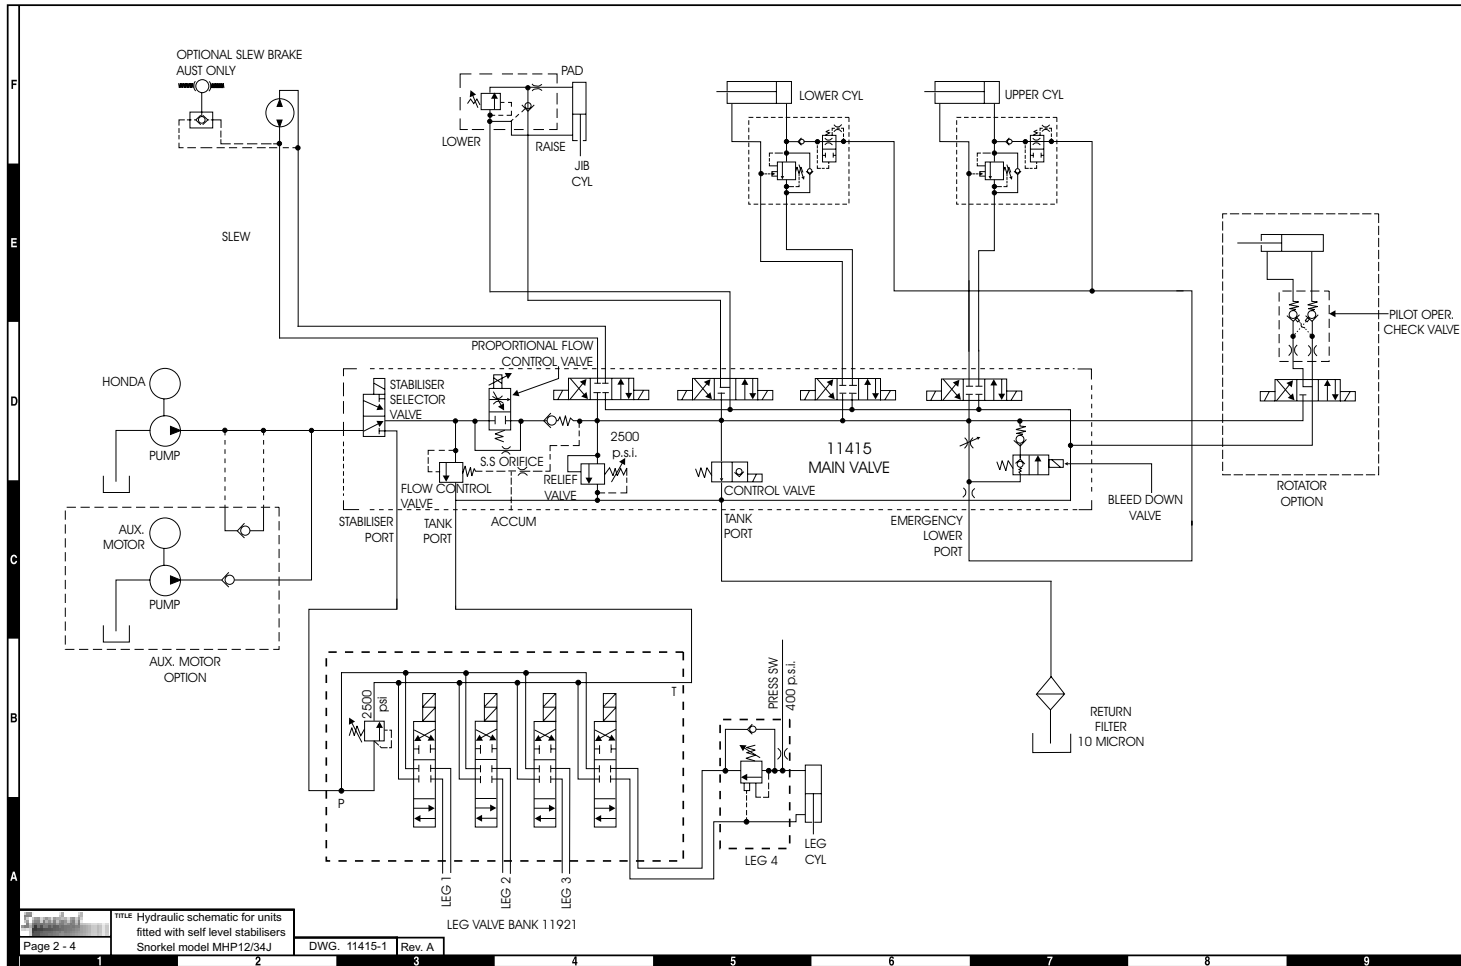 OPTIONAL SLEW BRAKE
AUST ONLY
PAD
LOWER
RAISE
JIB
CYL
LOWER CYL
UPPER CYL
F
E
D
C
B
A
SLEW
PILOT OPER.
CHECK VALVE
ROTATOR
OPTION
HONDA
PUMP
STABILISER
SELECTOR
VALVE
PROPORTIONAL FLOW
CONTROL VALVE
S.S ORIFICE
2500
p.s.i.
RELIEF
VALVE
FLOW CONTROL
VALVE
11415
MAIN VALVE
CONTROL VALVE
BLEED DOWN
VALVE
STABILISER
PORT
TANK
PORT
ACCUM
TANK
PORT
EMERGENCY
LOWER
PORT
AUX.
MOTOR
PUMP
AUX. MOTOR
OPTION
2500
psi
T
P
PRESS SW
400 p.s.i.
RETURN
FILTER
10 MICRON
LEG 1
LEG 2
LEG 3
LEG 4
LEG
CYL
LEG VALVE BANK 11921
TITLE Hydraulic schematic for units
fitted with self level stabilisers
Snorkel model MHP12/34J
Page 2 - 4
DWG. 11415-1
Rev. A
1 2 3 4 5 6 7 8 9